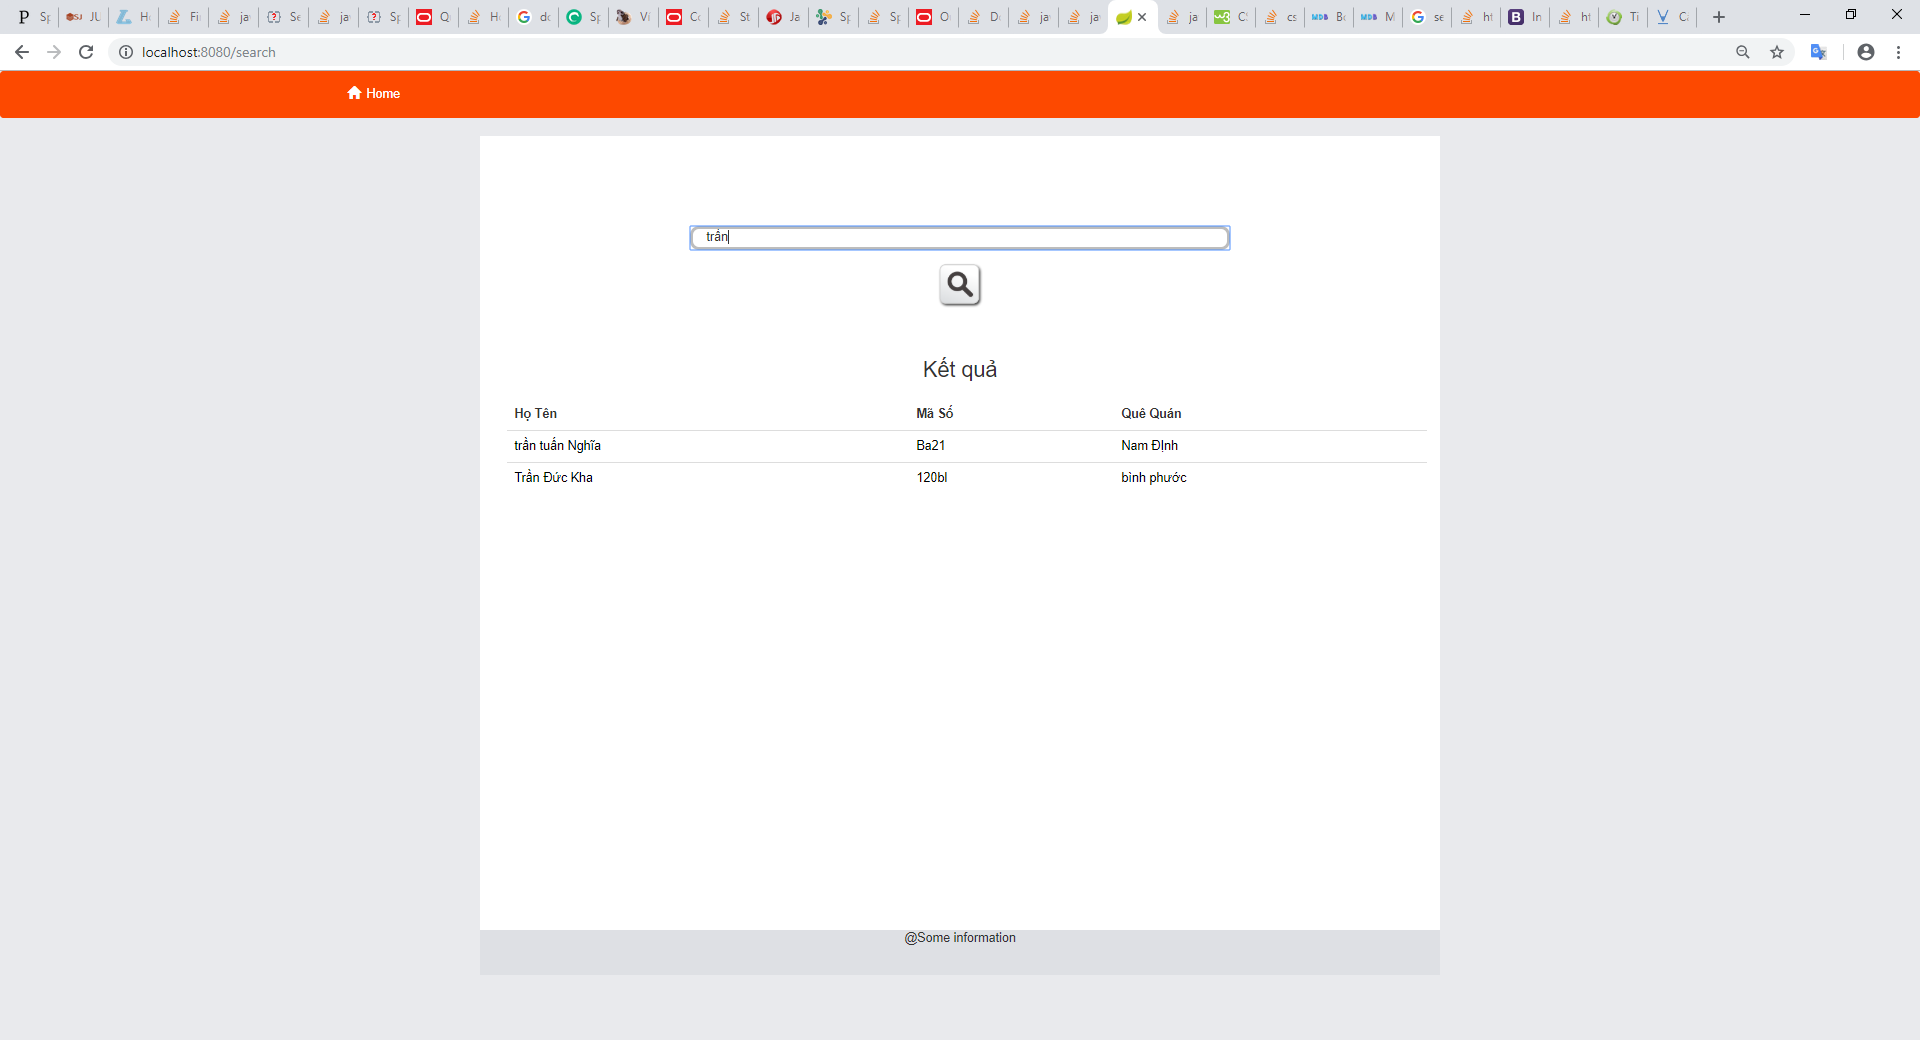 localhost:8080/search
Home
trần
Kết quả
Họ Tên Mã Số Quê Quán
trần tuấn Nghĩa Ba21 Nam Định
Trần Đức Kha 120bl bình phước
@Some information